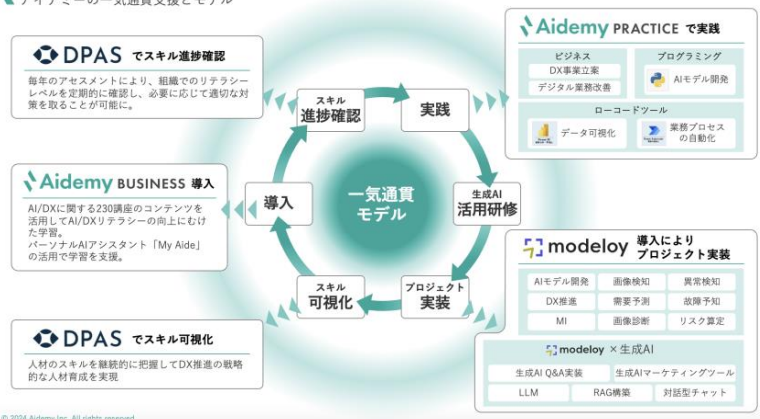 アイデミーの一気通貫支援とモデル
DPAS でスキル進捗確認
毎年のアセスメントにより、組織でのリテラシー
レベルを定期的に確認し、必要に応じて適切な対
策を取ることが可能に。
Aidemy BUSINESS 導入
AI/DXに関する230講座のコンテンツを
活用してAI/DXリテラシーの向上にむけ
た学習。
パーソナルAIアシスタント「My Aide」
の活用で学習を支援。
DPAS でスキル可視化
人材のスキルを継続的に把握してDX推進の戦略
的な人材育成を実現
スキル
進捗確認
実践
導入
一気通貫
モデル
生成AI
活用研修
スキル
可視化
プロジェクト
実装
Aidemy PRACTICE で実践
ビジネス
DX事業立案
デジタル業務改善
プログラミング
AIモデル開発
ローコードツール
データ可視化
業務プロセス
の自動化
modeloy 導入により
プロジェクト実装
AIモデル開発 画像検知 異常検知
DX推進 需要予測 故障予知
MI 画像診断 リスク算定
modeloy × 生成AI
生成AI Q&A実装 生成AIマーケティングツール
LLM RAG構築 対話型チャット
© 2024 Aidemy Inc. All rights reserved.